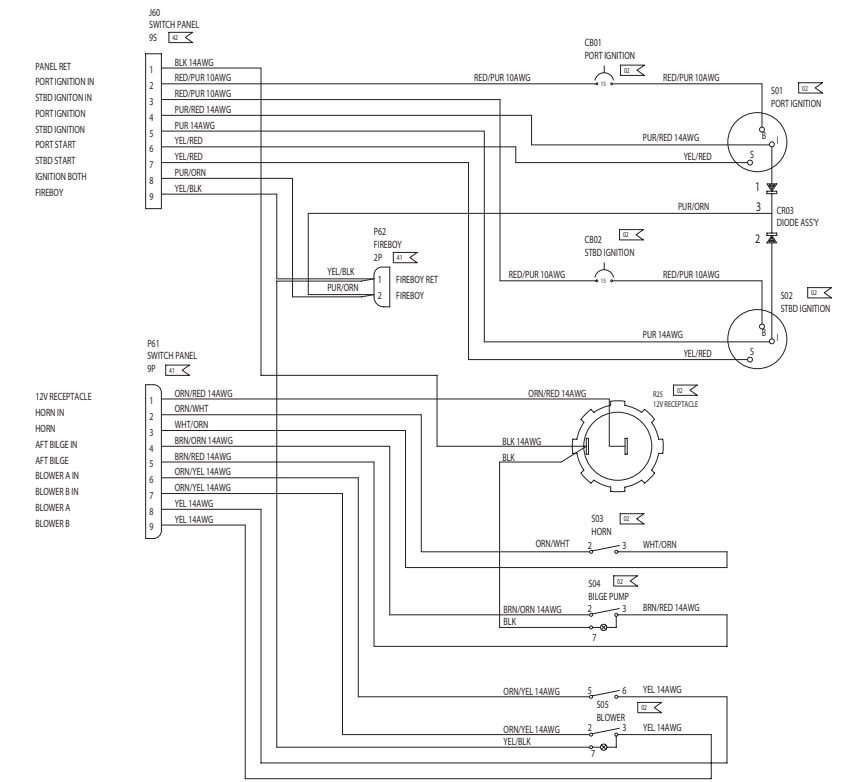 J60
SWITCH PANEL
9S 42
PANEL RET 1 BLK 14AWG
PORT IGNITION IN 2 RED/PUR 10AWG
STBD IGNITON IN 3 RED/PUR 10AWG
PORT IGNITION 4 PUR/RED 14AWG
STBD IGNITION 5 PUR 14AWG
PORT START 6 YEL/RED
STBD START 7 YEL/RED
IGNITION BOTH 8 PUR/ORN
FIREBOY 9 YEL/BLK
CB01
PORT IGNITION
02
RED/PUR 10AWG 15 RED/PUR 10AWG
S01 02
PORT IGNITION
B
I
S
PUR/RED 14AWG
YEL/RED
1
3
2
PUR/ORN
CR03
DIODE ASS'Y
P62
FIREBOY
2P 41
YEL/BLK 1 FIREBOY RET
PUR/ORN 2 FIREBOY
CB02 02
STBD IGNITION
RED/PUR 10AWG 15 RED/PUR 10AWG
S02 02
STBD IGNITION
B
I
S
PUR 14AWG
YEL/RED
P61
SWITCH PANEL
9P 41
12V RECEPTACLE 1 ORN/RED 14AWG
HORN IN 2 ORN/WHT
HORN 3 WHT/ORN
AFT BILGE IN 4 BRN/ORN 14AWG
AFT BILGE 5 BRN/RED 14AWG
BLOWER A IN 6 ORN/YEL 14AWG
BLOWER B IN 7 ORN/YEL 14AWG
BLOWER A 8 YEL 14AWG
BLOWER B 9 YEL 14AWG
ORN/RED 14AWG
R25 02
12V RECEPTACLE
BLK 14AWG
BLK
S03 02
HORN
ORN/WHT 2 3 WHT/ORN
S04 02
BILGE PUMP
BRN/ORN 14AWG 2 3 BRN/RED 14AWG
BLK
7
ORN/YEL 14AWG 5 6 YEL 14AWG
S05 02
BLOWER
ORN/YEL 14AWG 2 3 YEL 14AWG
YEL/BLK
7